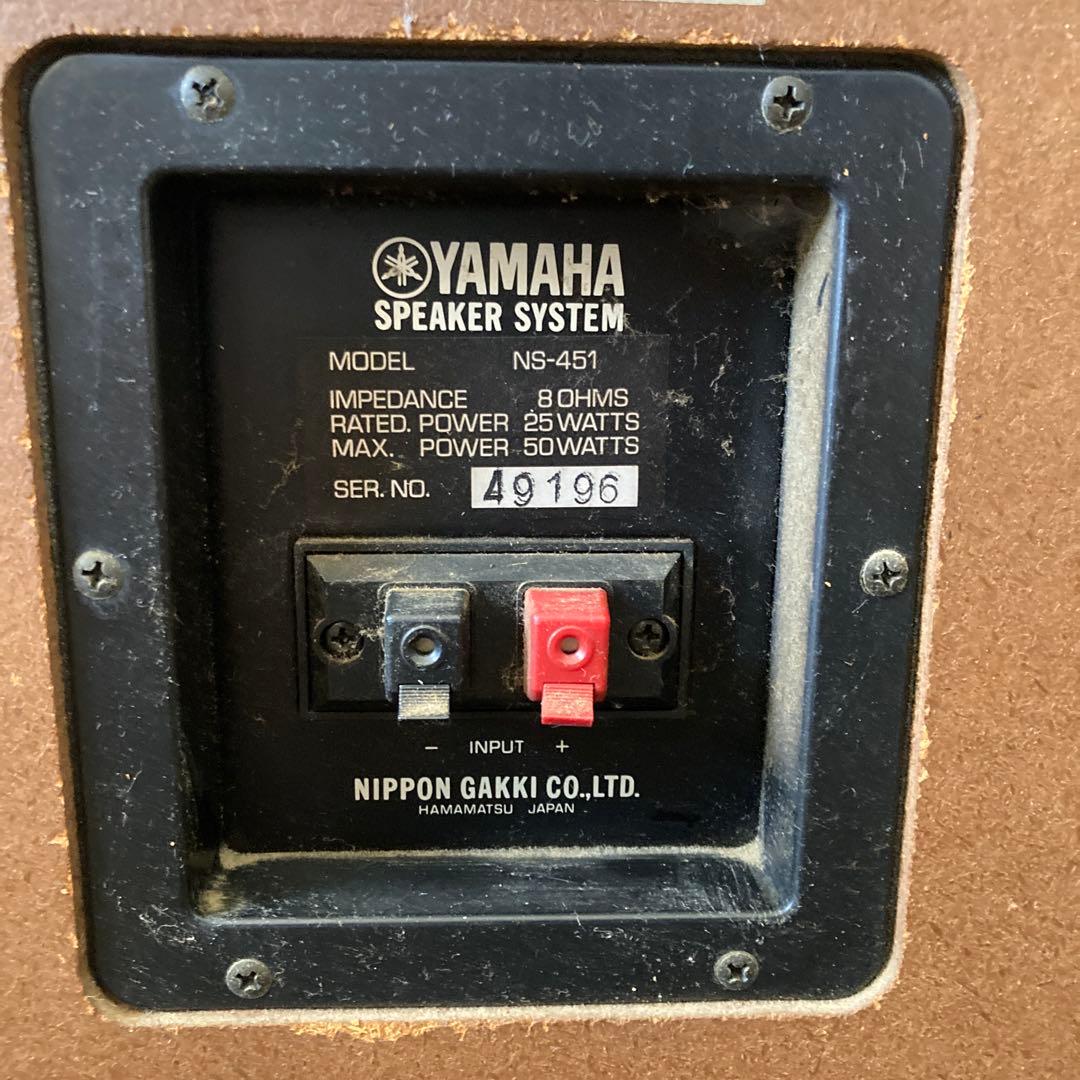 YAMAHA
SPEAKER SYSTEM
MODEL NS-451
IMPEDANCE 8 OHMS
RATED. POWER 25 WATTS
MAX. POWER 50 WATTS
SER. NO. 49196
- INPUT +
NIPPON GAKKI CO.,LTD.
HAMAMATSU JAPAN